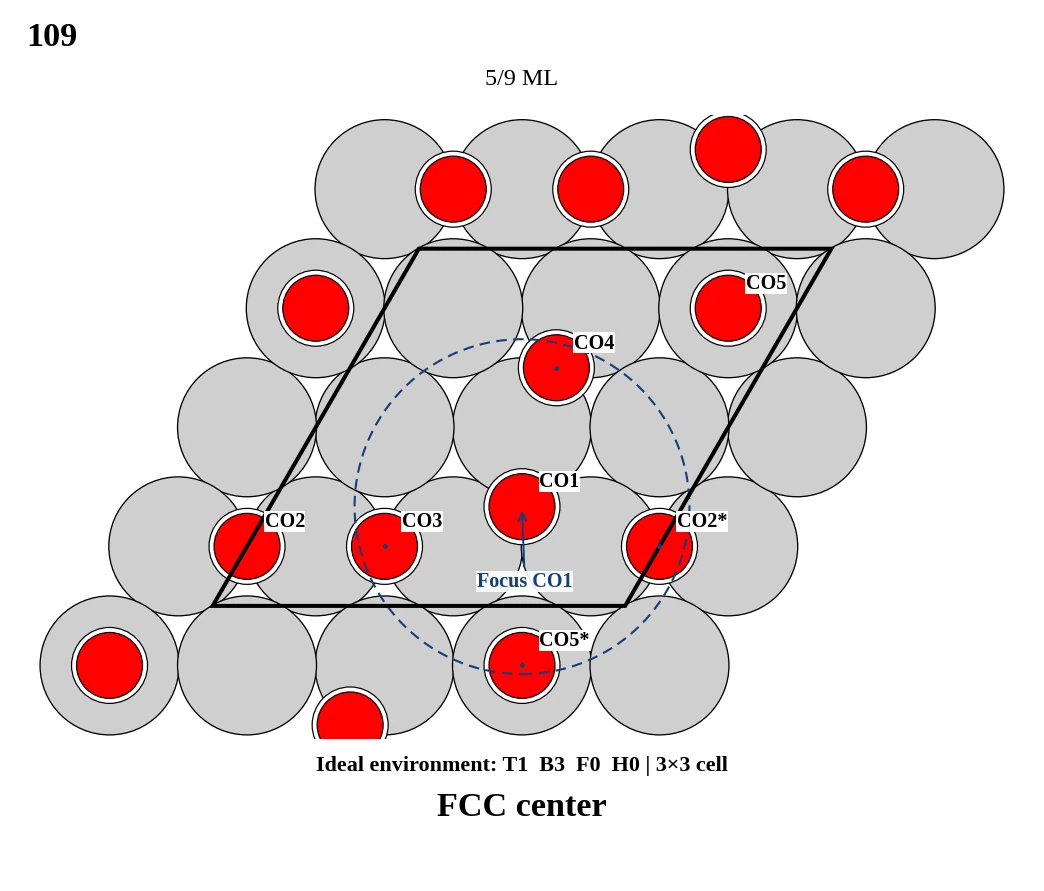 109
5/9 ML
CO5
CO4
CO1
CO2
CO3
CO2*
Focus CO1
CO5*
Ideal environment: T1  B3  F0  H0 | 3×3 cell
FCC center